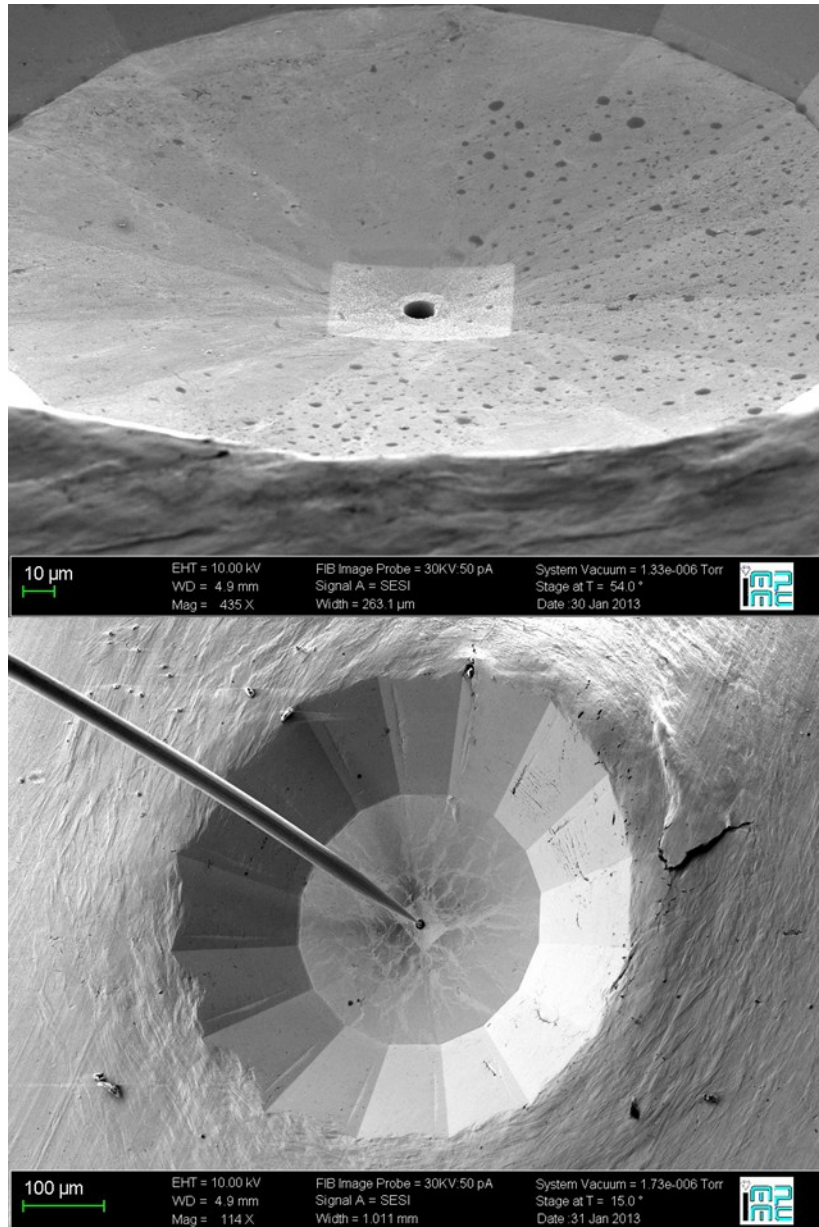 10 µm
EHT = 10.00 kV FIB Image Probe = 30KV:50 pA System Vacuum = 1.33e-006 Torr
WD = 4.9 mm Signal A = SESI Stage at T = 54.0 °
Mag = 435 X Width = 263.1 µm Date :30 Jan 2013
100 µm
EHT = 10.00 kV FIB Image Probe = 30KV:50 pA System Vacuum = 1.73e-006 Torr
WD = 4.9 mm Signal A = SESI Stage at T = 15.0 °
Mag = 114 X Width = 1.011 mm Date :31 Jan 2013